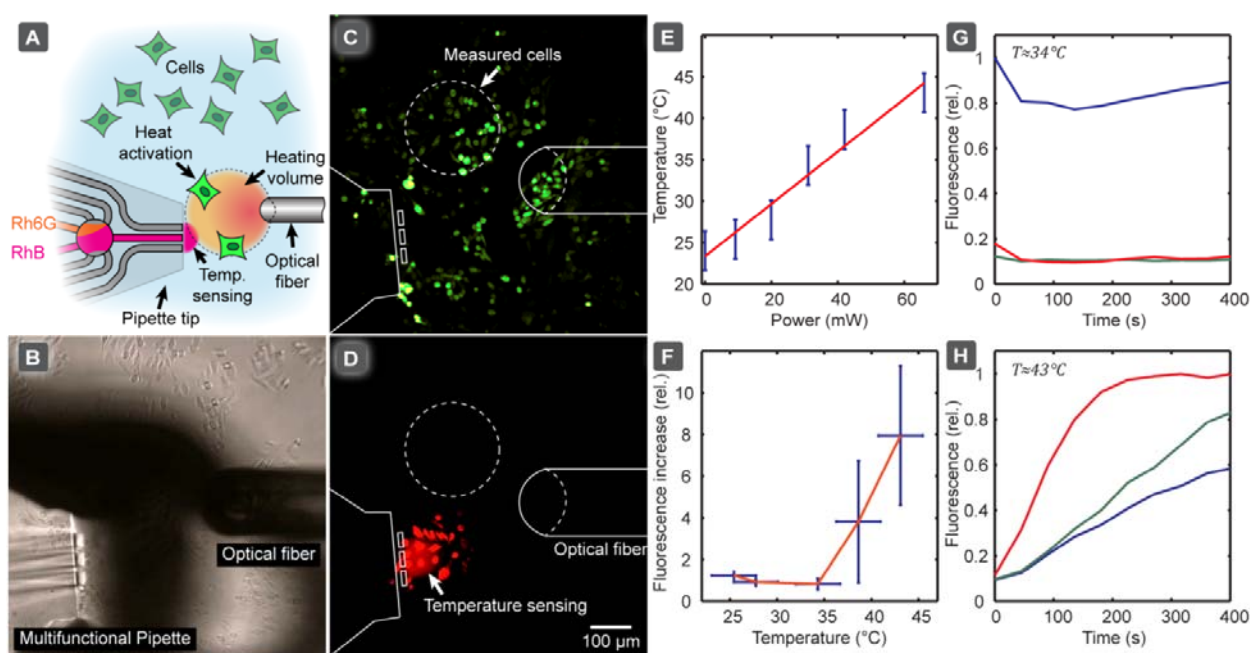 A
Cells
Heat
activation
Heating
volume
Rh6G
RhB
Temp.
sensing
Optical
fiber
Pipette tip
B
Optical fiber
Multifunctional Pipette
C
Measured cells
D
Optical fiber
Temperature sensing
100 µm
E
Temperature (°C)
45
40
35
30
25
20
0
20
40
60
Power (mW)
F
Fluorescence increase (rel.)
12
10
8
6
4
2
0
25
30
35
40
45
Temperature (°C)
G
T≈34°C
Fluorescence (rel.)
1
0.8
0.6
0.4
0.2
0
0
100
200
300
400
Time (s)
H
T≈43°C
Fluorescence (rel.)
1
0.8
0.6
0.4
0.2
0
0
100
200
300
400
Time (s)